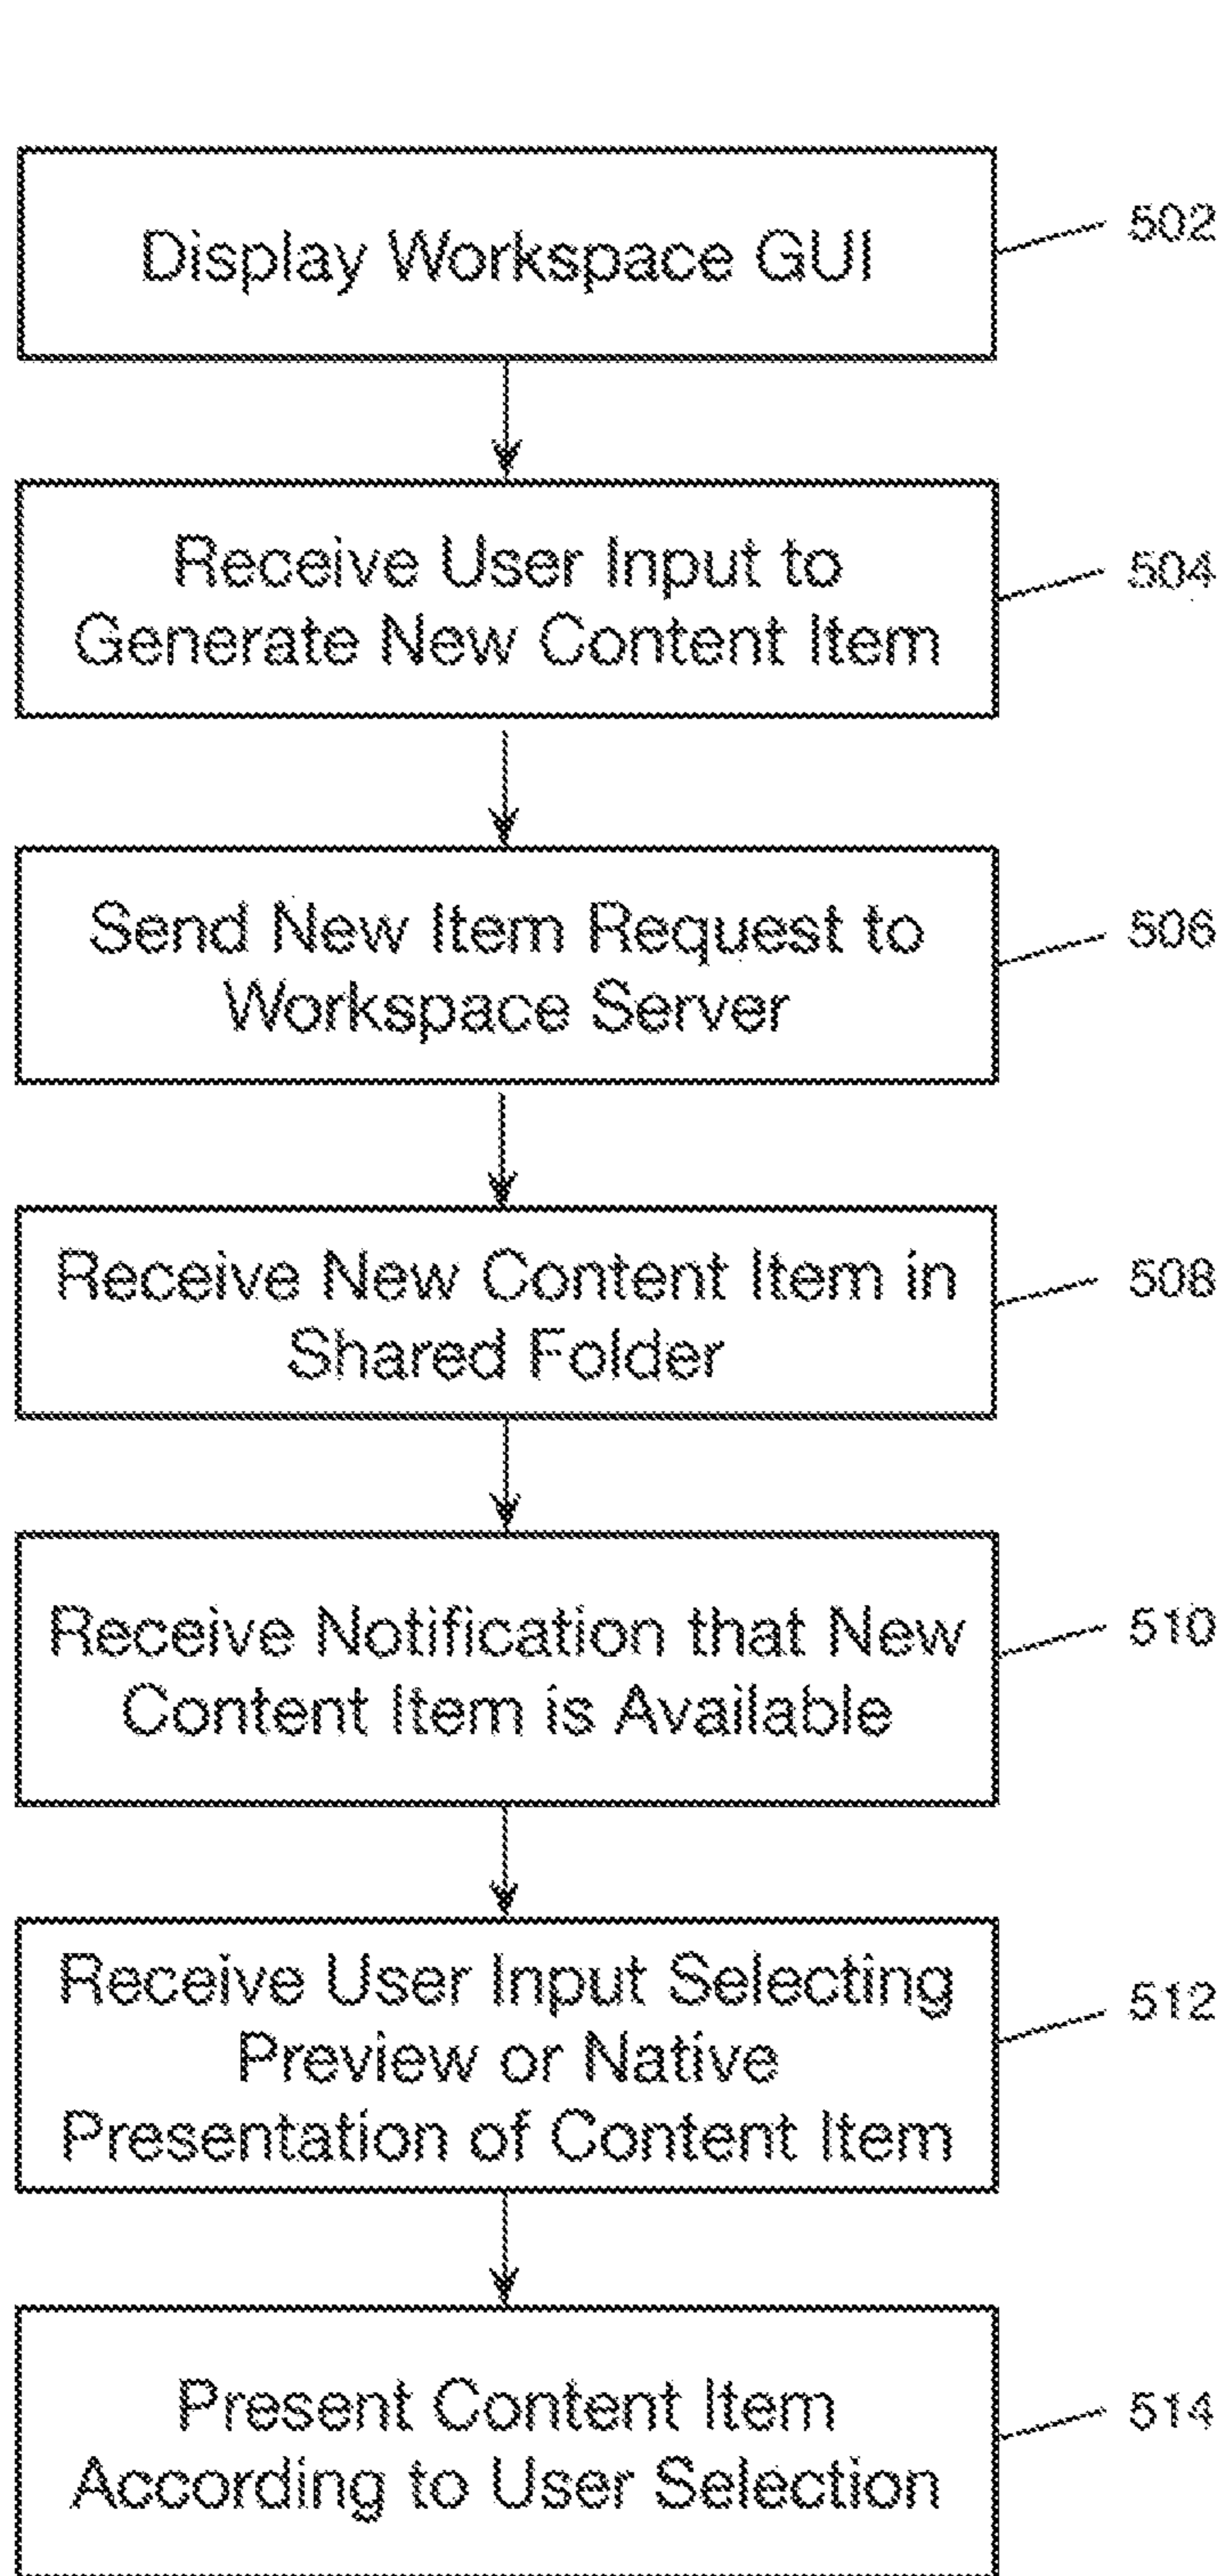 Display Workspace GUI
502
Receive User Input to
Generate New Content Item
504
Send New Item Request to
Workspace Server
506
Receive New Content Item in
Shared Folder
508
Receive Notification that New
Content Item is Available
510
Receive User Input Selecting
Preview or Native
Presentation of Content Item
512
Present Content Item
According to User Selection
514